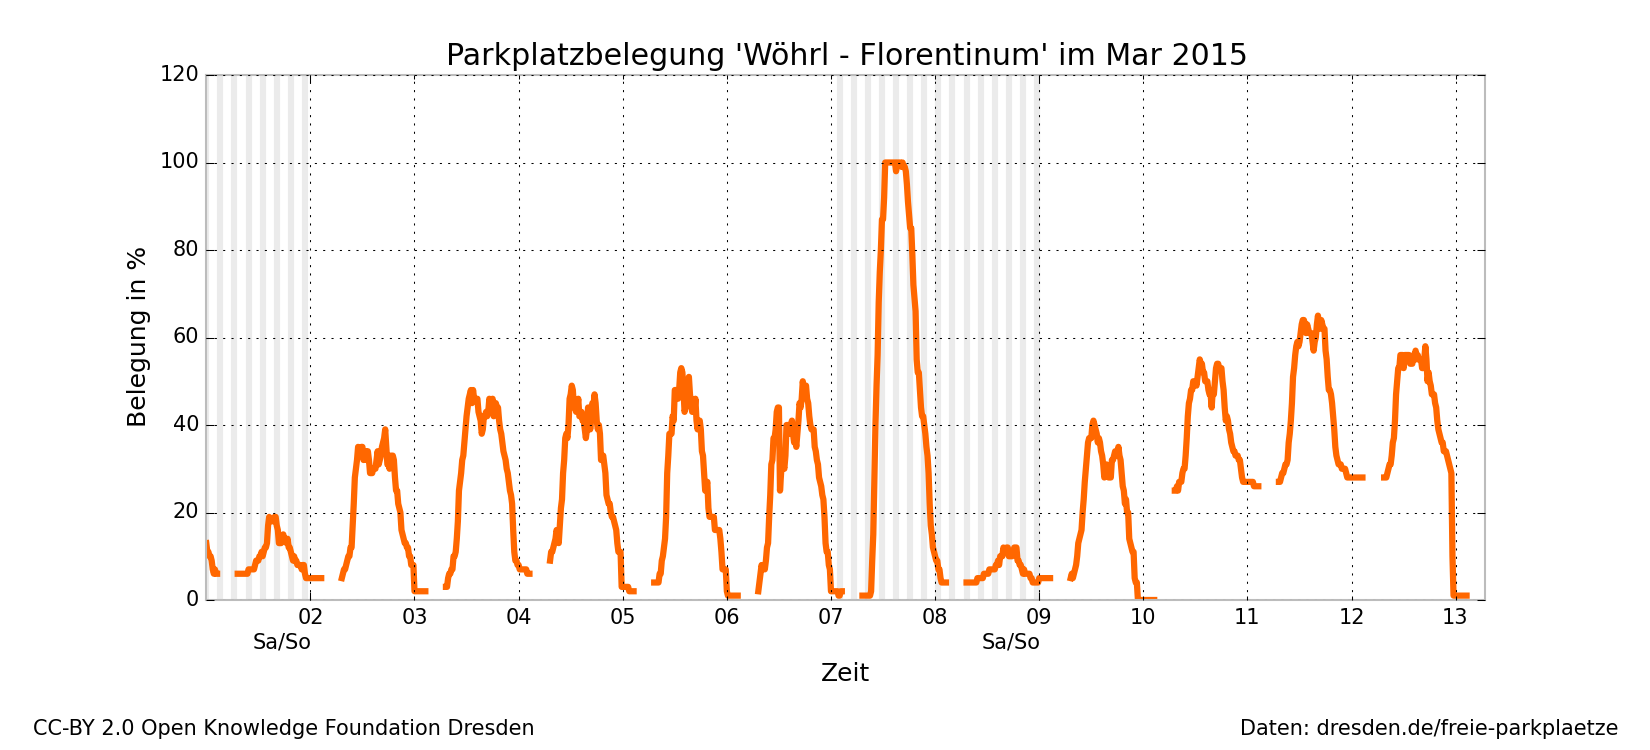 Parkplatzbelegung 'Wöhrl - Florentinum' im Mar 2015
120
100
80
60
40
20
0
Belegung in %
02 03 04 05 06 07 08 09 10 11 12 13
Sa/So Sa/So
Zeit
CC-BY 2.0 Open Knowledge Foundation Dresden
Daten: dresden.de/freie-parkplaetze